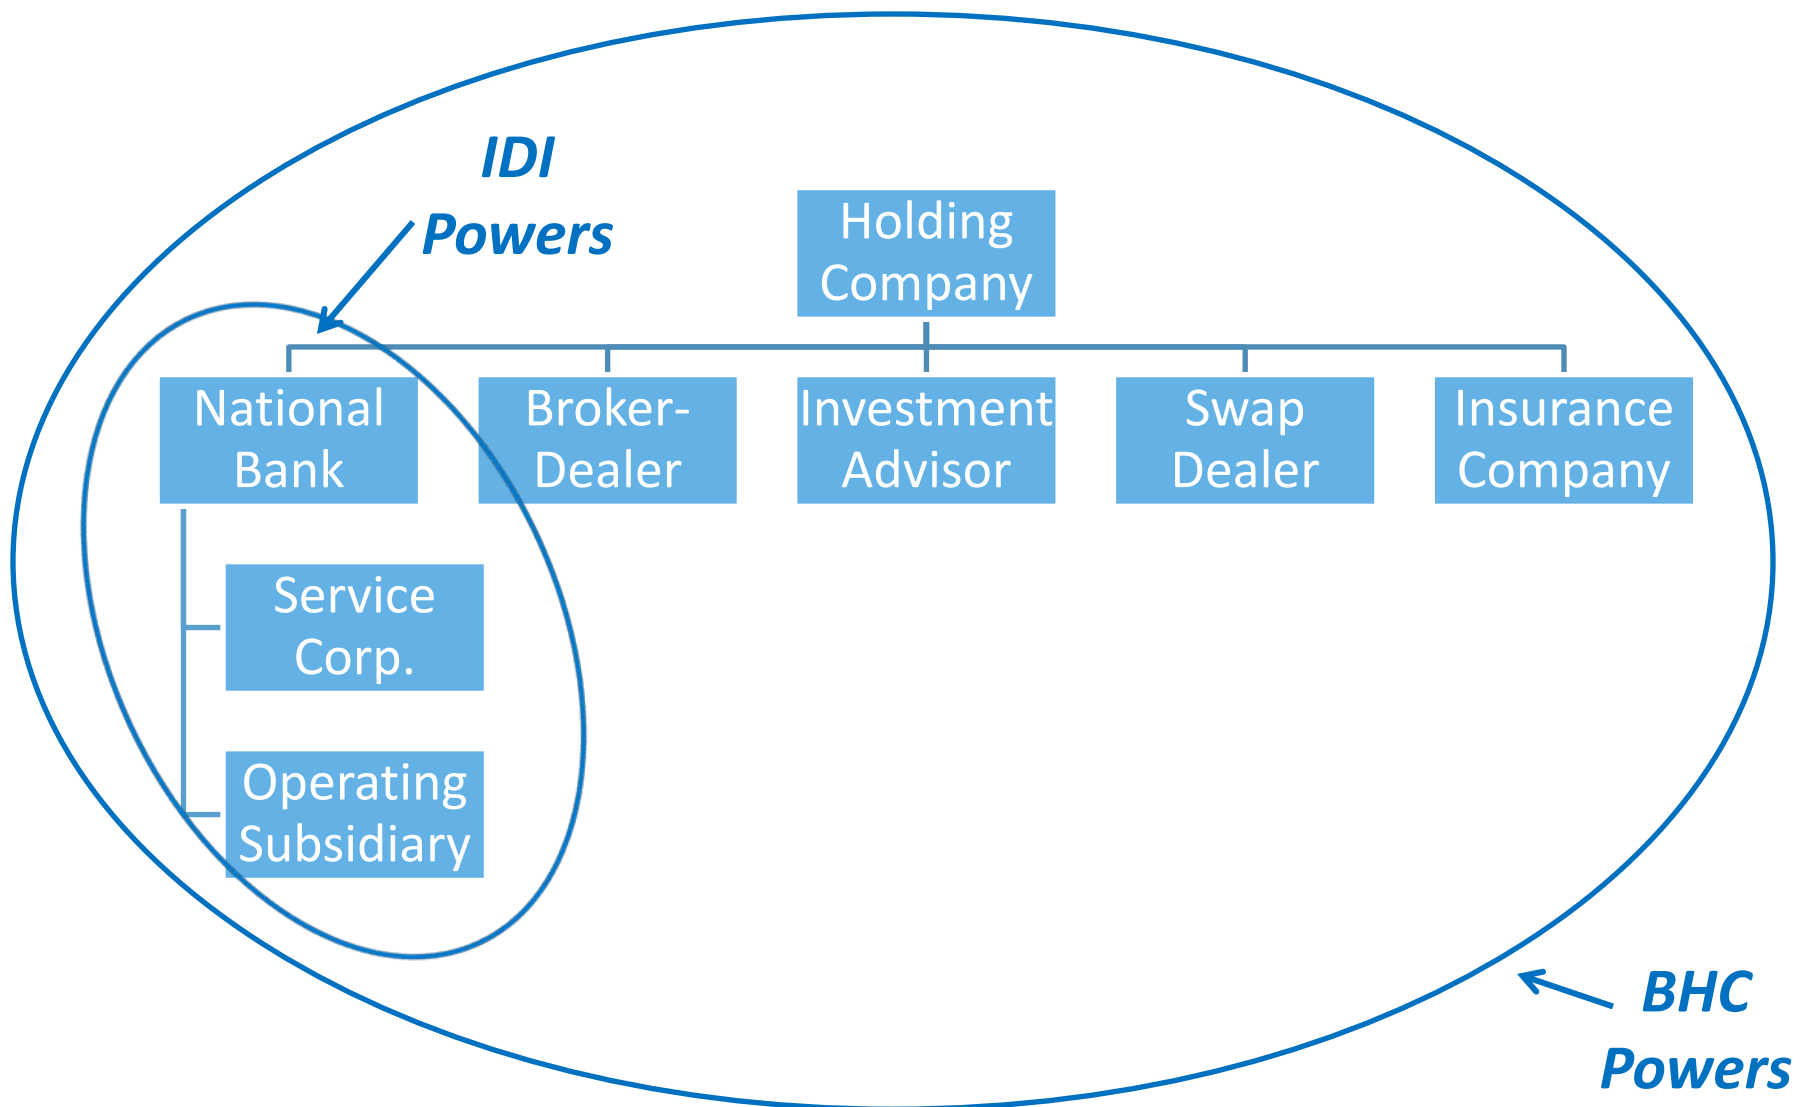 IDI
Powers
Holding
Company
National
Bank
Broker-
Dealer
Investment
Advisor
Swap
Dealer
Insurance
Company
Service
Corp.
Operating
Subsidiary
BHC
Powers